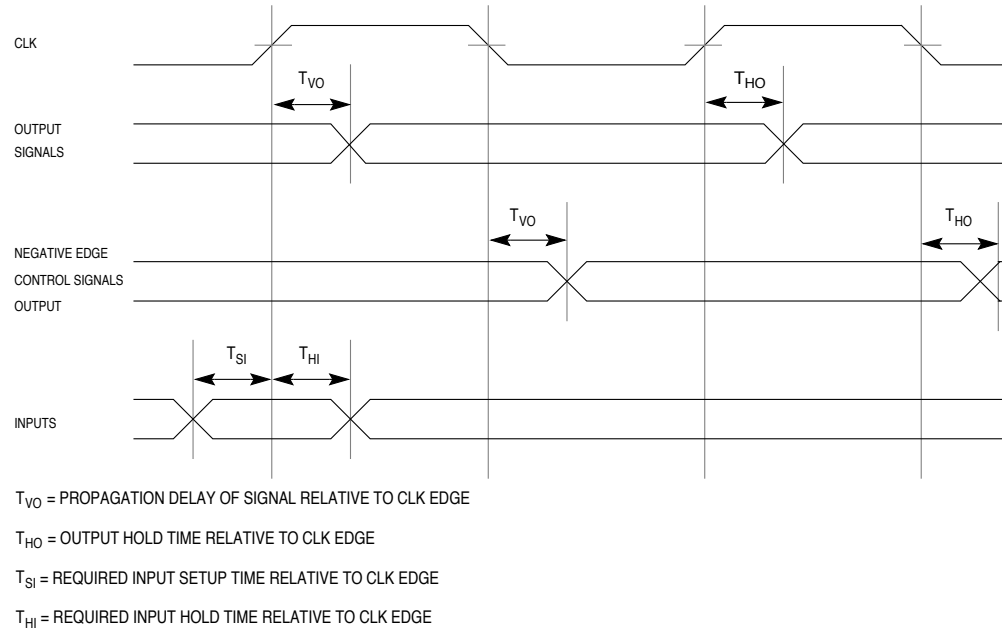 CLK
T_VO
T_HO
OUTPUT
SIGNALS
T_VO
T_HO
NEGATIVE EDGE
CONTROL SIGNALS
OUTPUT
T_SI
T_HI
INPUTS
T_VO = PROPAGATION DELAY OF SIGNAL RELATIVE TO CLK EDGE
T_HO = OUTPUT HOLD TIME RELATIVE TO CLK EDGE
T_SI = REQUIRED INPUT SETUP TIME RELATIVE TO CLK EDGE
T_HI = REQUIRED INPUT HOLD TIME RELATIVE TO CLK EDGE